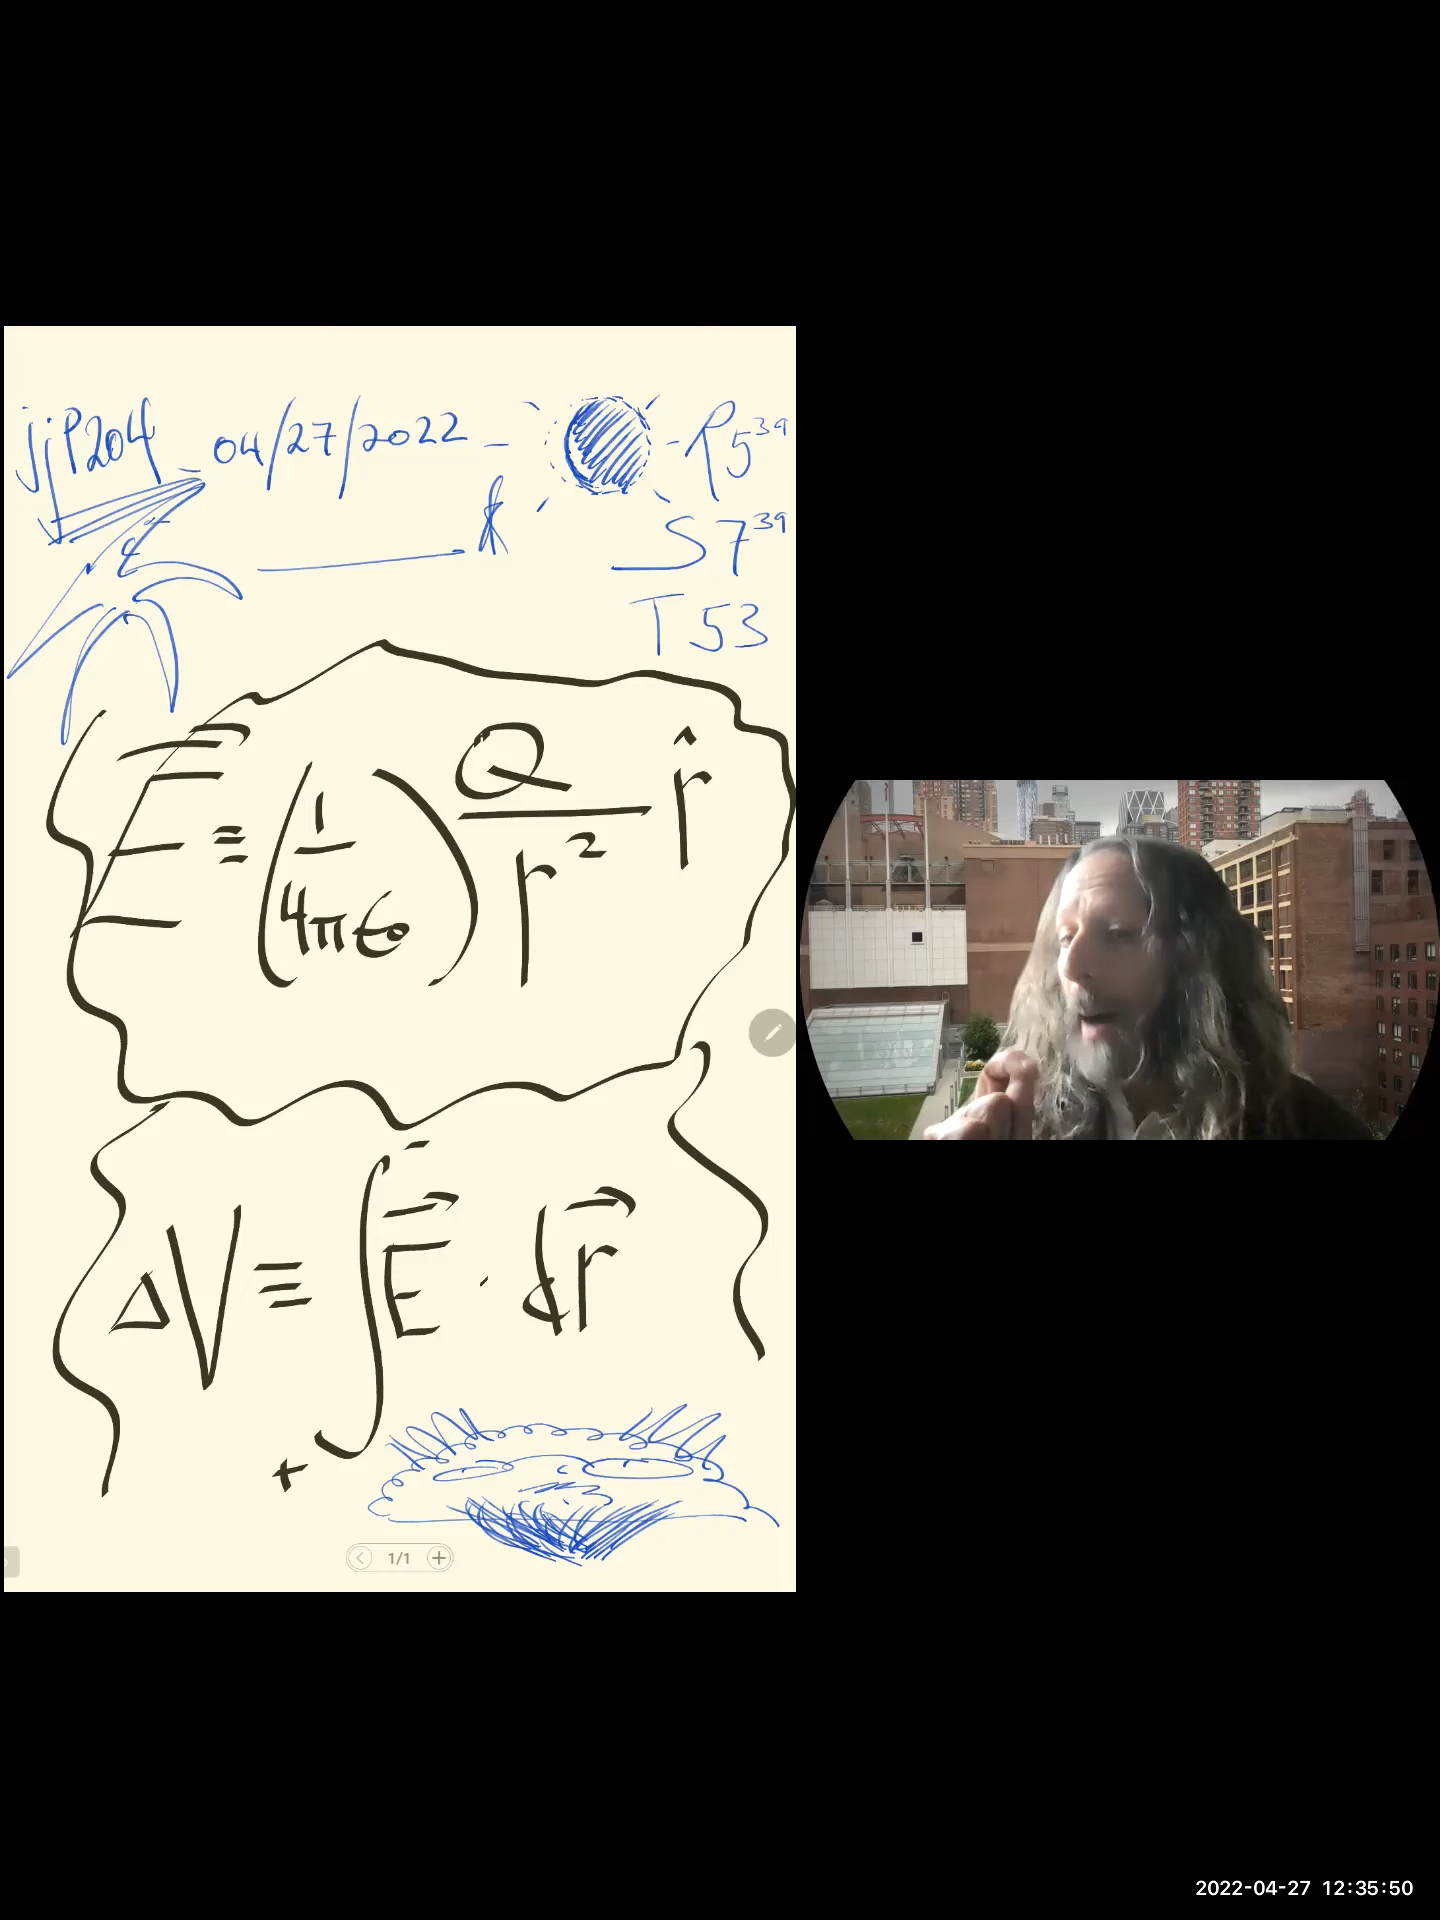 jjP204 - 04/27/2022 - - R5³⁹
S7³⁹
T53
E⃗ = (1/4πϵ₀) Q/r² r̂
ΔV ≡ ∫₊⁻ E⃗ · dr⃗
1/1
2022-04-27 12:35:50